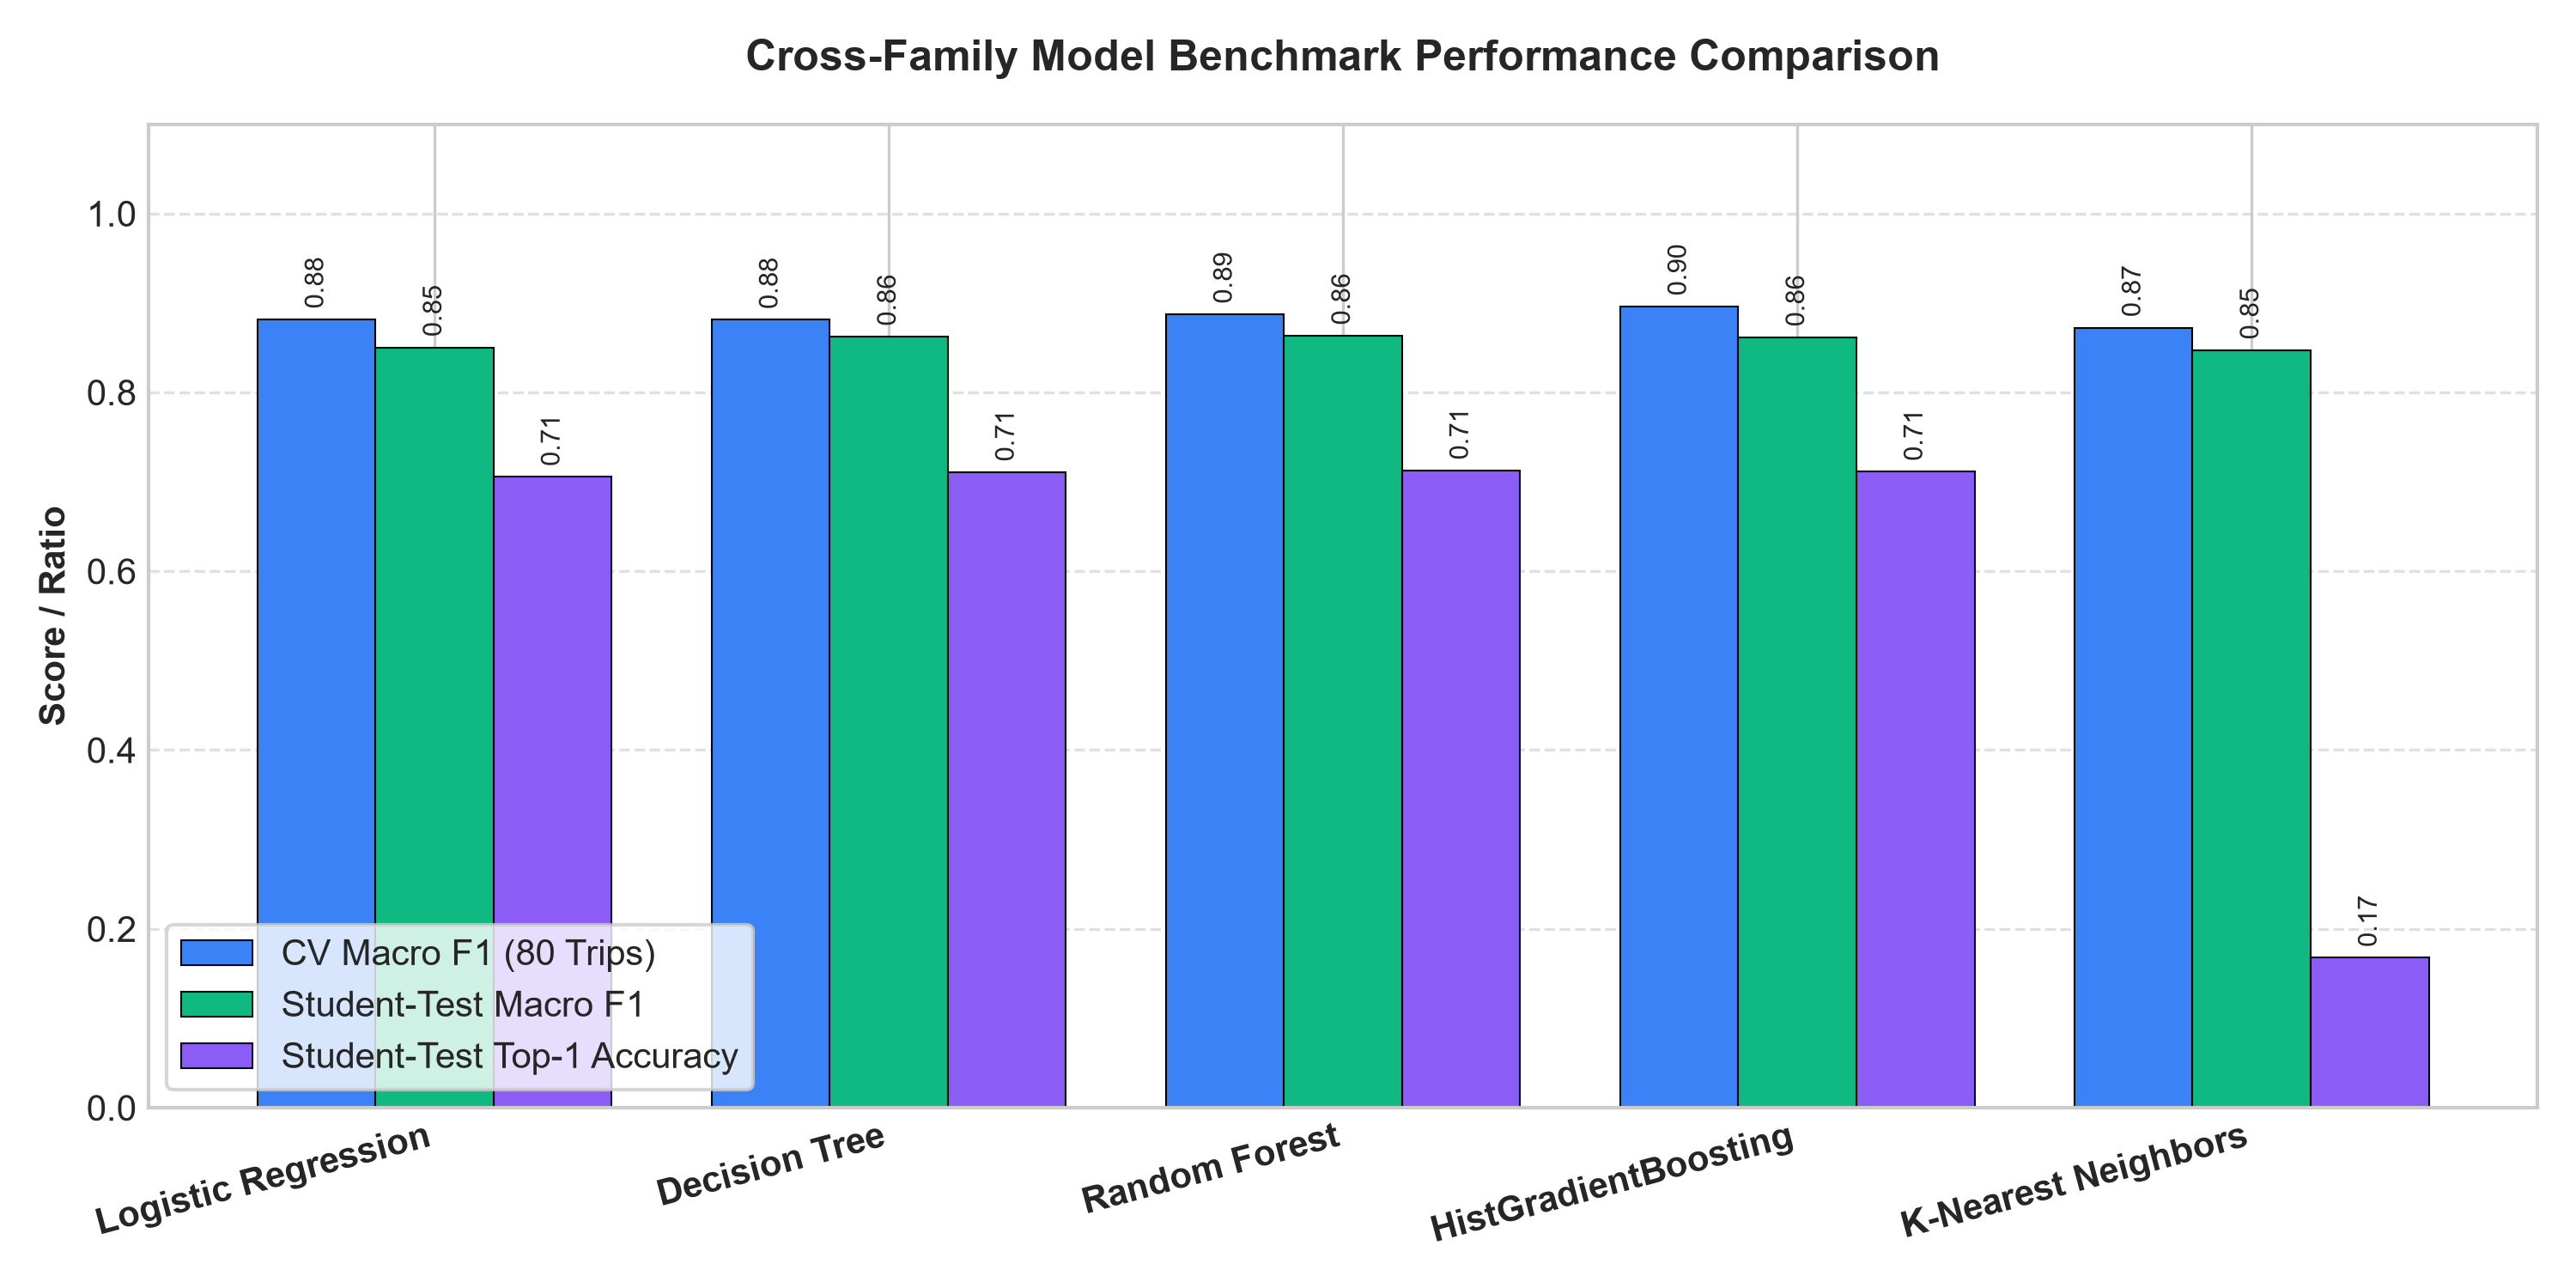 Cross-Family Model Benchmark Performance Comparison
Score / Ratio
1.0
0.8
0.6
0.4
0.2
0.0
0.88
0.85
0.71
0.88
0.86
0.71
0.89
0.86
0.71
0.90
0.86
0.71
0.87
0.85
0.17
CV Macro F1 (80 Trips)
Student-Test Macro F1
Student-Test Top-1 Accuracy
Logistic Regression
Decision Tree
Random Forest
HistGradientBoosting
K-Nearest Neighbors